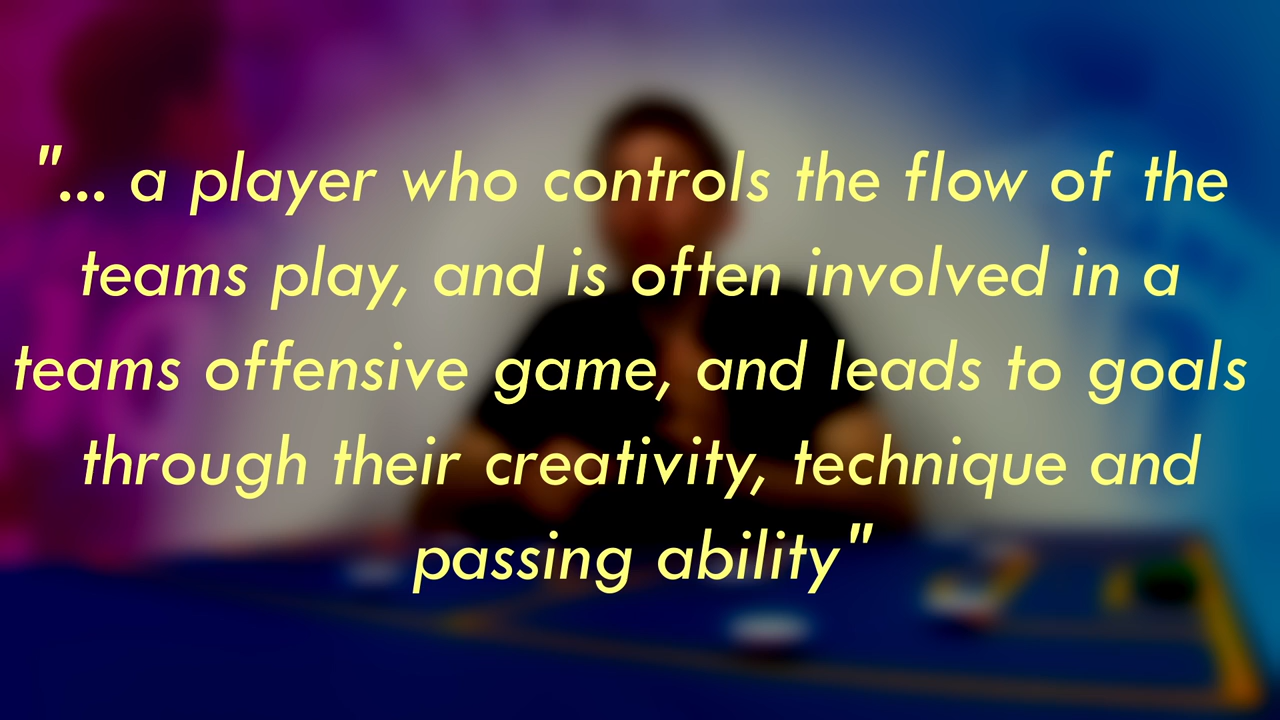 "... a player who controls the flow of the
teams play, and is often involved in a
teams offensive game, and leads to goals
through their creativity, technique and
passing ability"